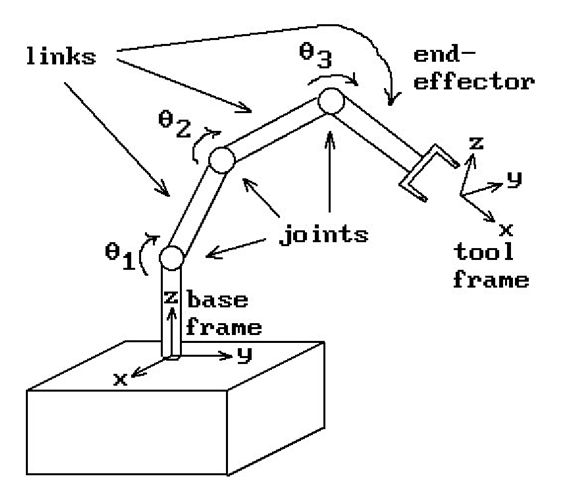 links
θ3
end-
effector
θ2
z
y
x
joints
tool
frame
θ1
z
base
frame
y
x